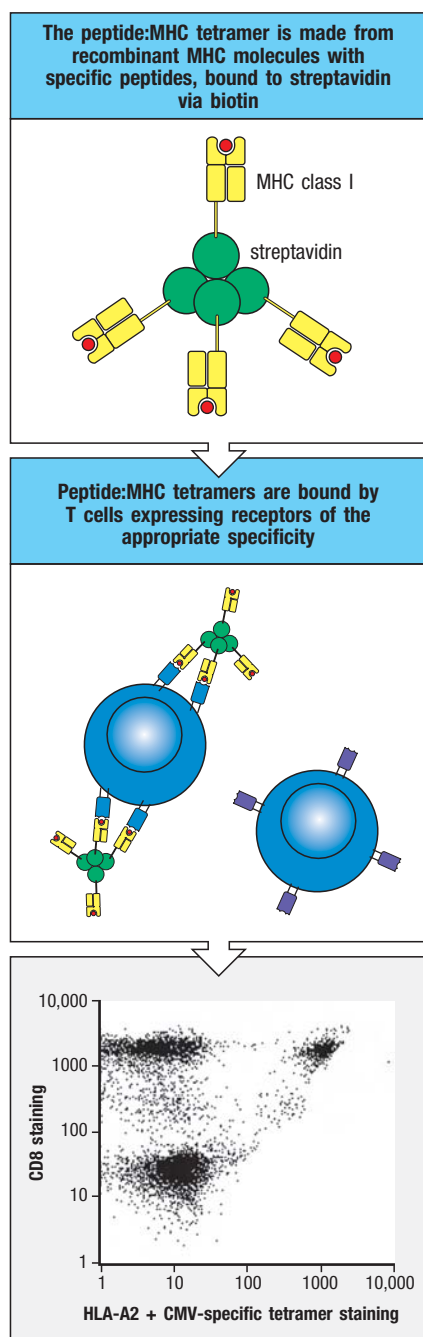 The peptide:MHC tetramer is made from
recombinant MHC molecules with
specific peptides, bound to streptavidin
via biotin
MHC class I
streptavidin
Peptide:MHC tetramers are bound by
T cells expressing receptors of the
appropriate specificity
10,000
1000
100
10
1
CD8 staining
1 10 100 1000 10,000
HLA-A2 + CMV-specific tetramer staining